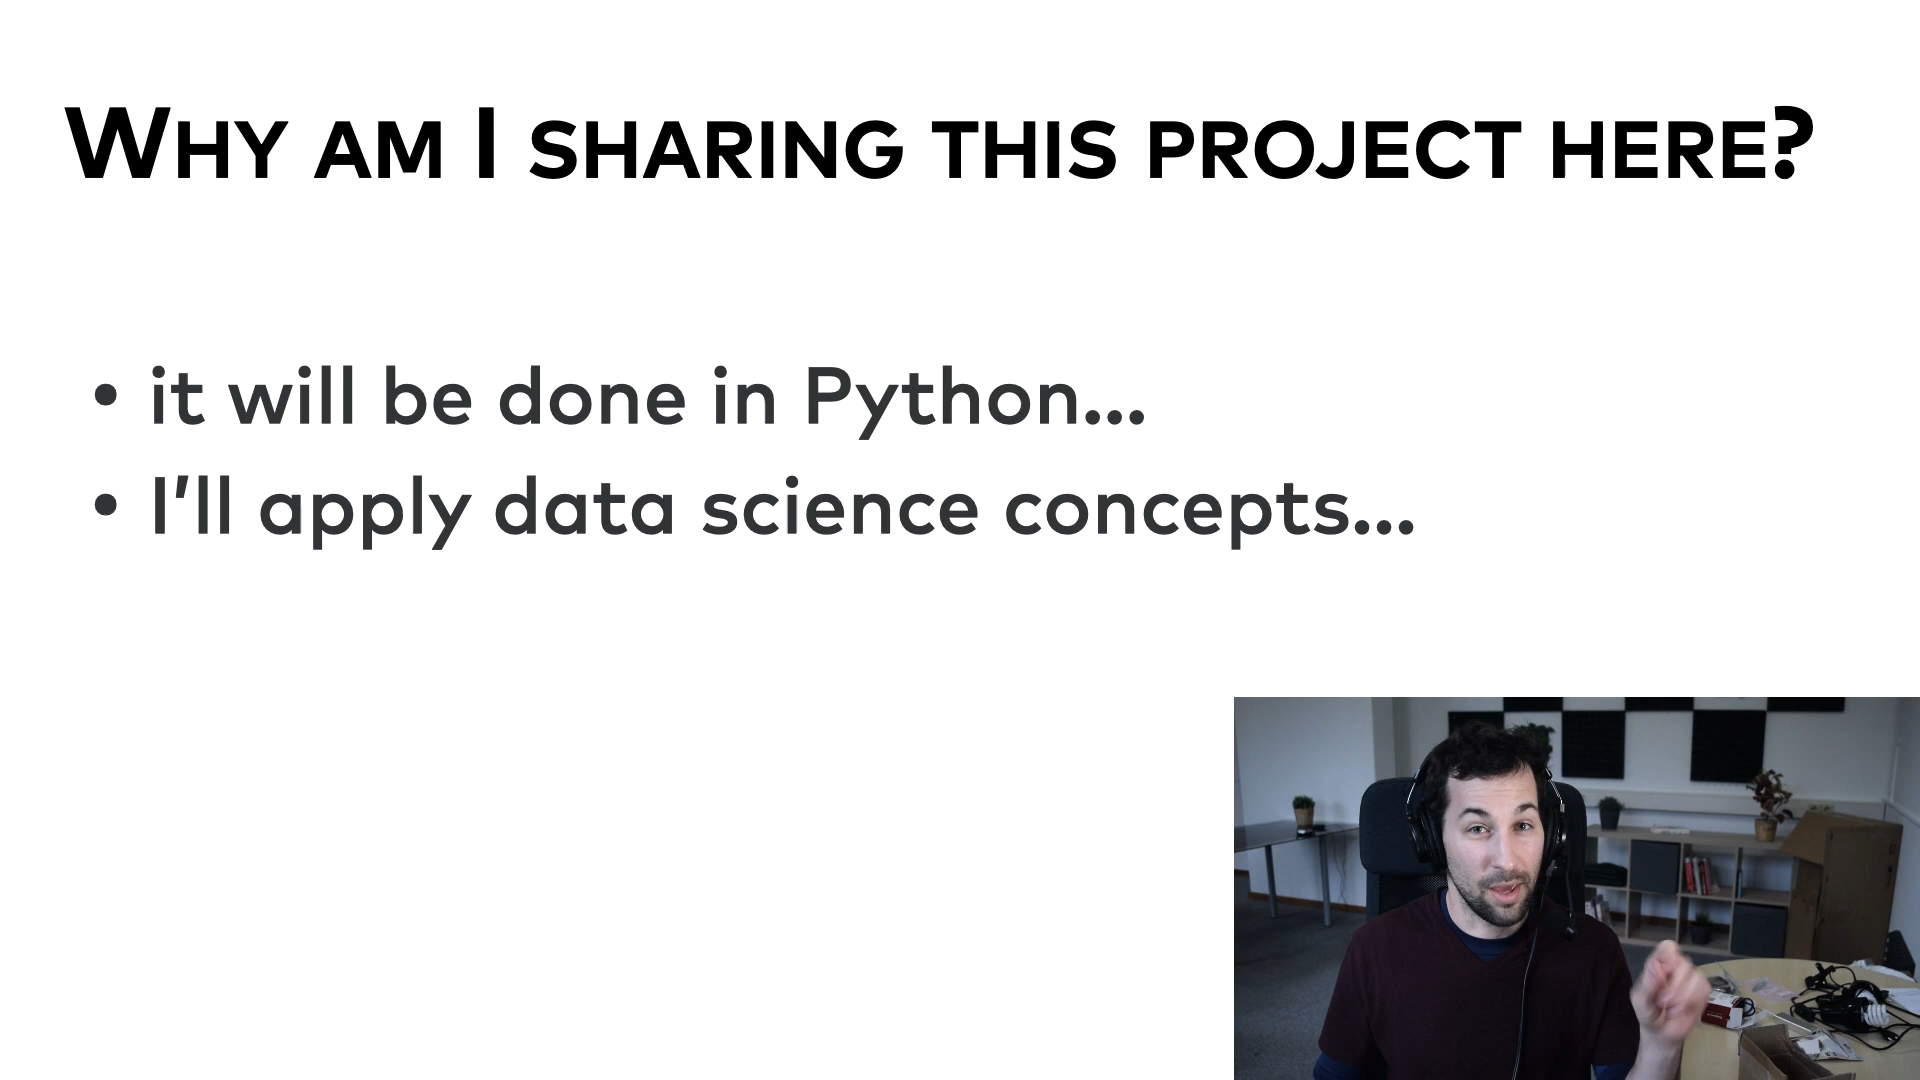 Why am I sharing this project here?
• it will be done in Python...
• I'll apply data science concepts...